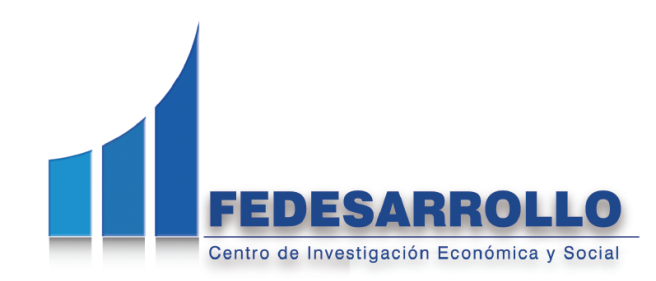 FEDESARROLLO
Centro de Investigación Económica y Social